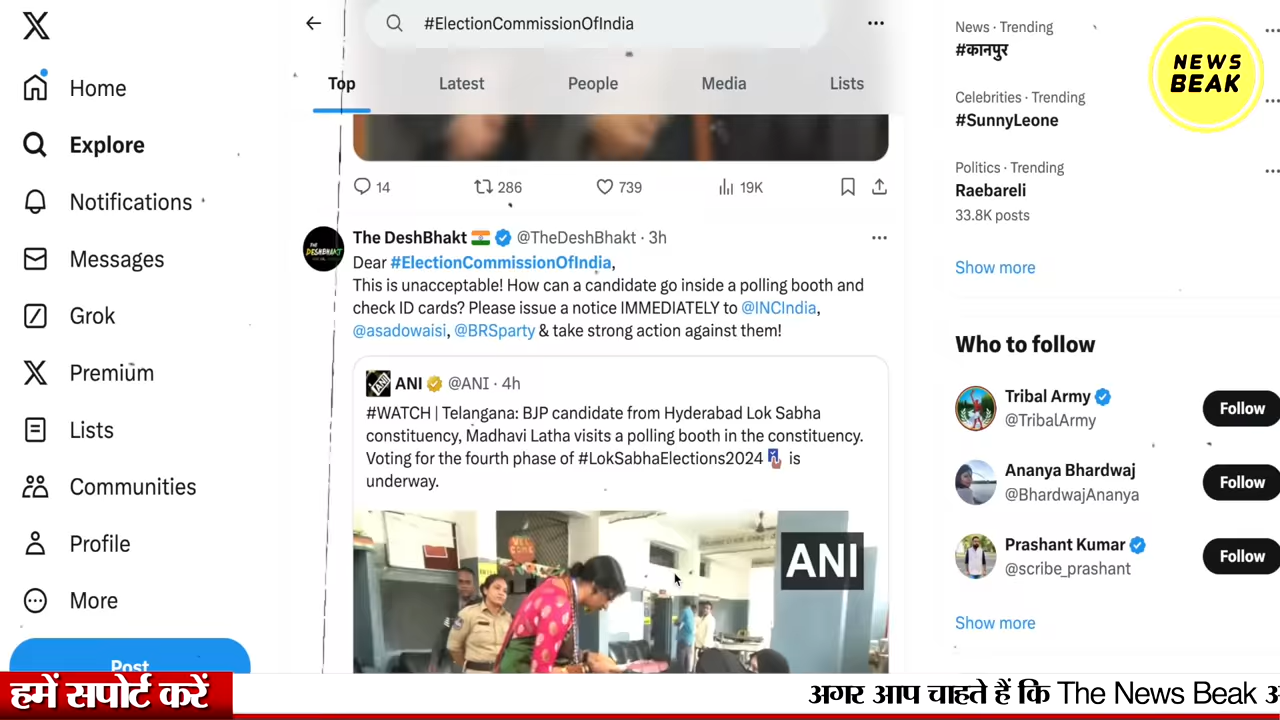 #ElectionCommissionOfIndia
Top
Latest
People
Media
Lists
Home
Explore
Notifications
Messages
Grok
Premium
Lists
Communities
Profile
More
Post
14
286
739
19K
The DeshBhakt @TheDeshBhakt · 3h
THE DESHBHAKT
Dear #ElectionCommissionOfIndia,
This is unacceptable! How can a candidate go inside a polling booth and
check ID cards? Please issue a notice IMMEDIATELY to @INCIndia,
@asadowaisi, @BRSparty & take strong action against them!
ANI @ANI · 4h
#WATCH | Telangana: BJP candidate from Hyderabad Lok Sabha
constituency, Madhavi Latha visits a polling booth in the constituency.
Voting for the fourth phase of #LokSabhaElections2024 is
underway.
WEL COME
ANI
News · Trending
#कानपुर
Celebrities · Trending
#SunnyLeone
Politics · Trending
Raebareli
33.8K posts
Show more
Who to follow
Tribal Army
@TribalArmy
Follow
Ananya Bhardwaj
@BhardwajAnanya
Follow
Prashant Kumar
@scribe_prashant
Follow
Show more
NEWS
BEAK
हमें सपोर्ट करें
अगर आप चाहते हैं कि The News Beak